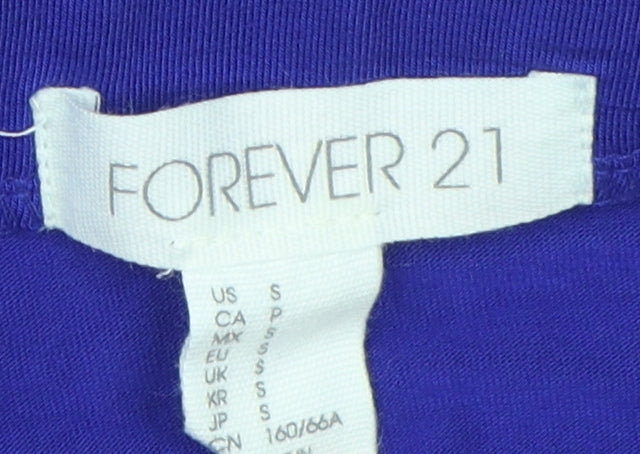 FOREVER 21
US S
CA P
MX S
EU S
UK S
KR S
JP S
CN 160/66A